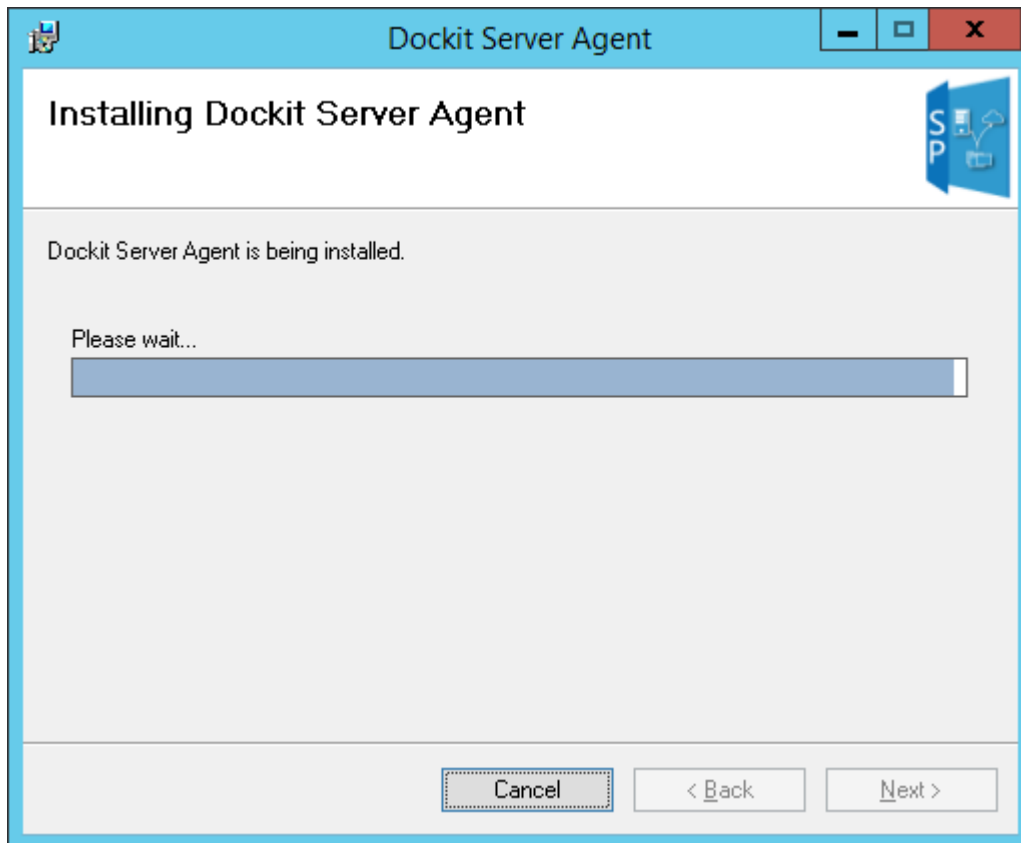 Dockit Server Agent
Installing Dockit Server Agent
S
P
Dockit Server Agent is being installed.
Please wait...
Cancel
< Back
Next >